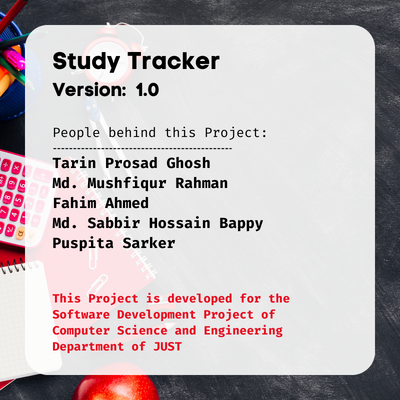 Study Tracker
Version: 1.0
People behind this Project:
--------------------------------------------
Tarin Prosad Ghosh
Md. Mushfiqur Rahman
Fahim Ahmed
Md. Sabbir Hossain Bappy
Puspita Sarker
This Project is developed for the
Software Development Project of
Computer Science and Engineering
Department of JUST